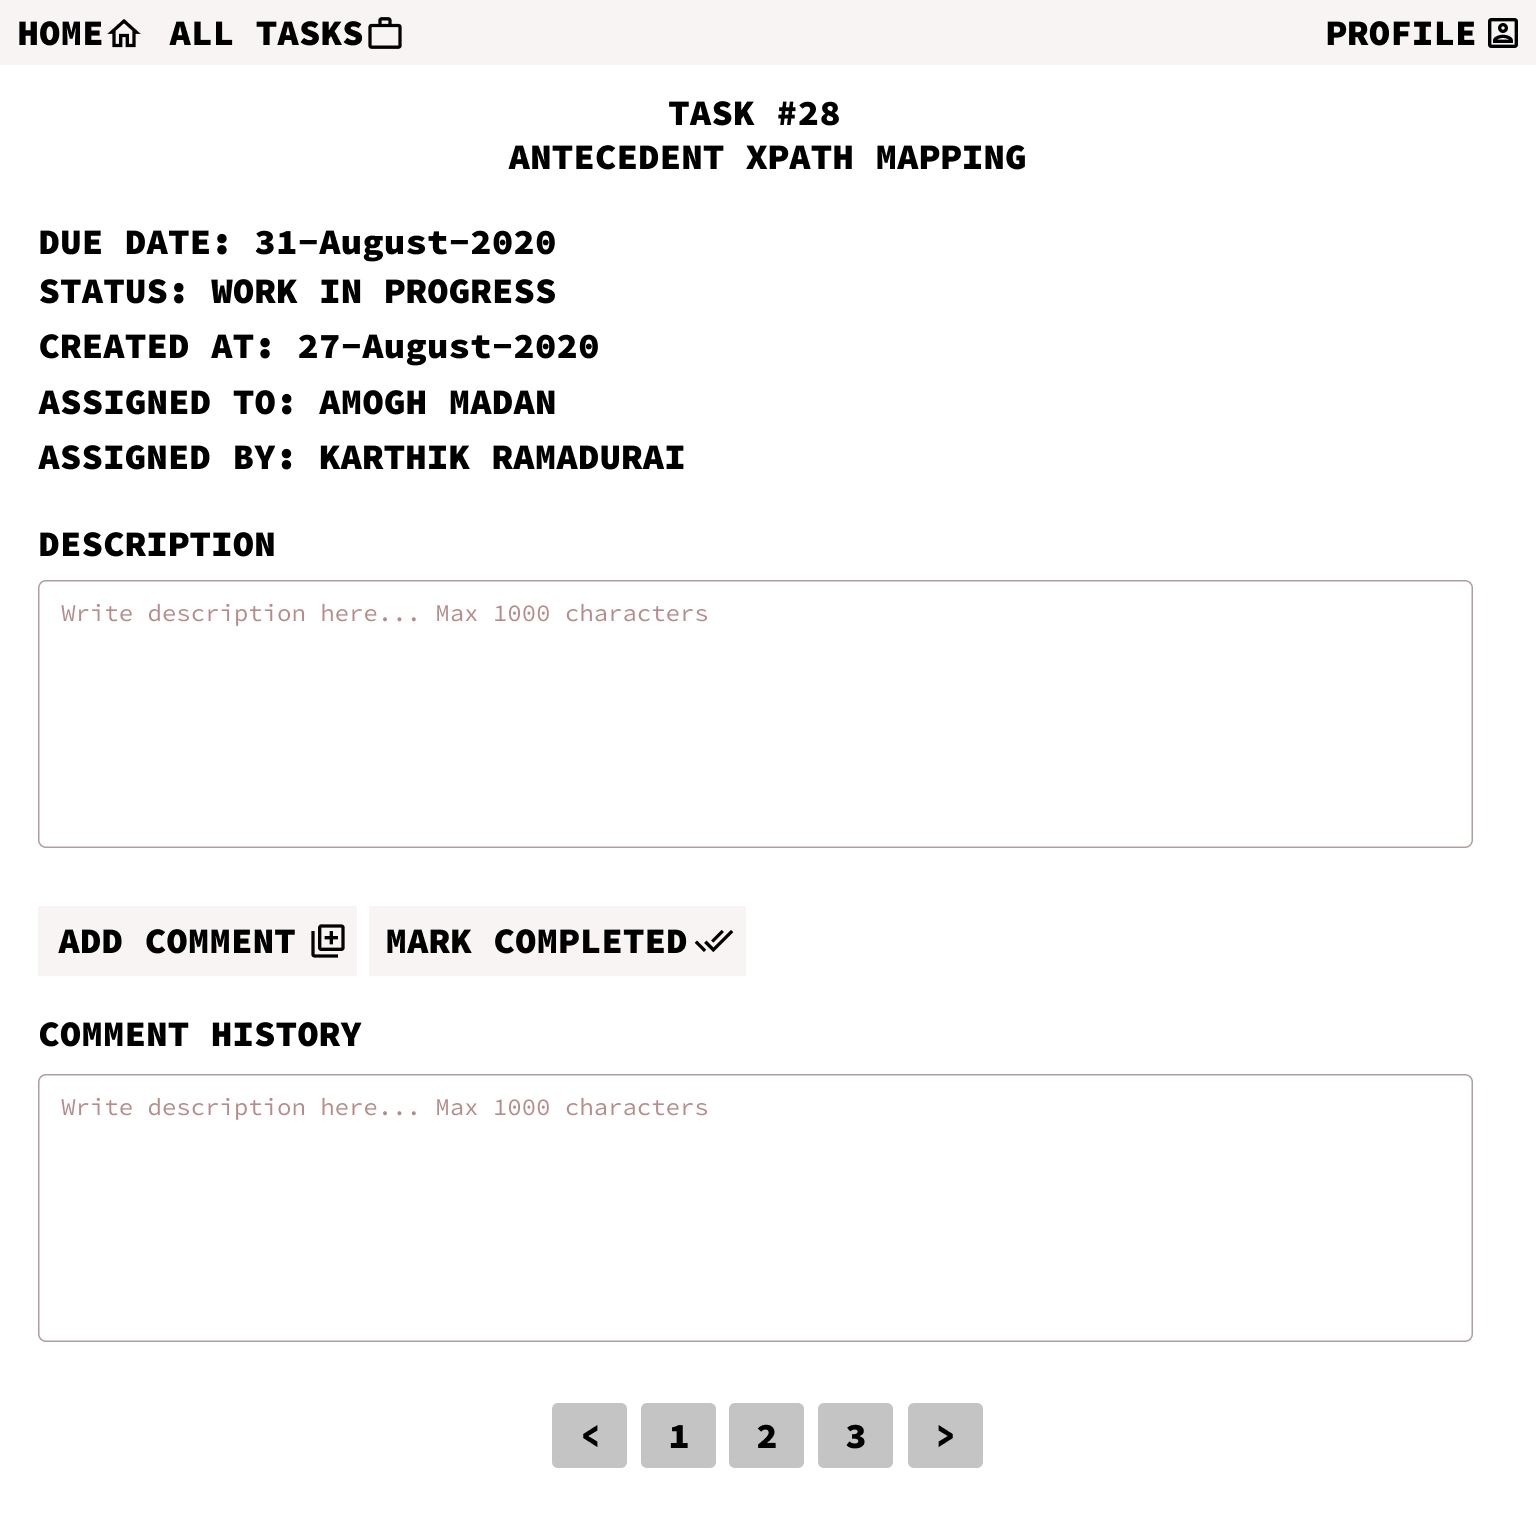 HOME ALL TASKS PROFILE
TASK #28
ANTECEDENT XPATH MAPPING
DUE DATE: 31-August-2020
STATUS: WORK IN PROGRESS
CREATED AT: 27-August-2020
ASSIGNED TO: AMOGH MADAN
ASSIGNED BY: KARTHIK RAMADURAI
DESCRIPTION
Write description here... Max 1000 characters
ADD COMMENT MARK COMPLETED
COMMENT HISTORY
Write description here... Max 1000 characters
< 1 2 3 >